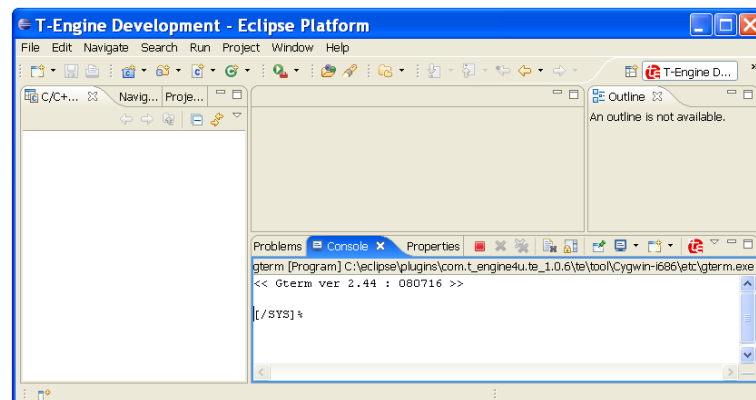 T-Engine Development - Eclipse Platform
File Edit Navigate Search Run Project Window Help
T-Engine D...
C/C+... Navig... Proje...
Outline
An outline is not available.
Problems Console Properties
gterm [Program] C:\eclipse\plugins\com.t_engine4u.te_1.0.6\te\tool\Cygwin-i686\etc\gterm.exe
<< Gterm ver 2.44 : 080716 >>
[/SYS]%